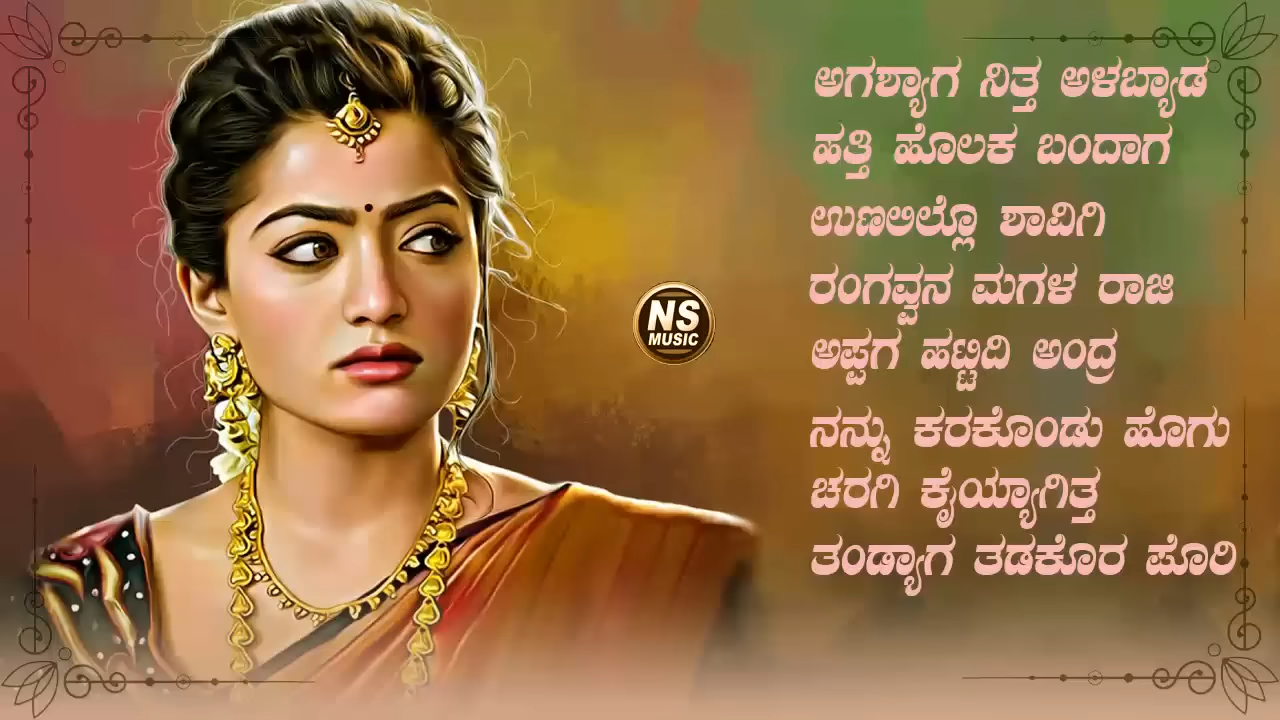 ಅಗಶ್ಯಾಗ ನಿತ್ತ ಅಳಬ್ಯಾಡ
ಹತ್ತಿ ಹೊಲಕ ಬಂದಾಗ
ಉಣಲಿಲ್ಲೊ ಶಾವಿಗಿ
ರಂಗವ್ವನ ಮಗಳ ರಾಜಿ
ಅಪ್ಪಗ ಹಟ್ಟಿದಿ ಅಂದ್ರ
ನನ್ನು ಕರಕೊಂಡು ಹೊಗು
ಚರಗಿ ಕೈಯ್ಯಾಗಿತ್ತ
ತಂಡ್ಯಾಗ ತಡಕೊರ ಪೊರಿ
NS
MUSIC